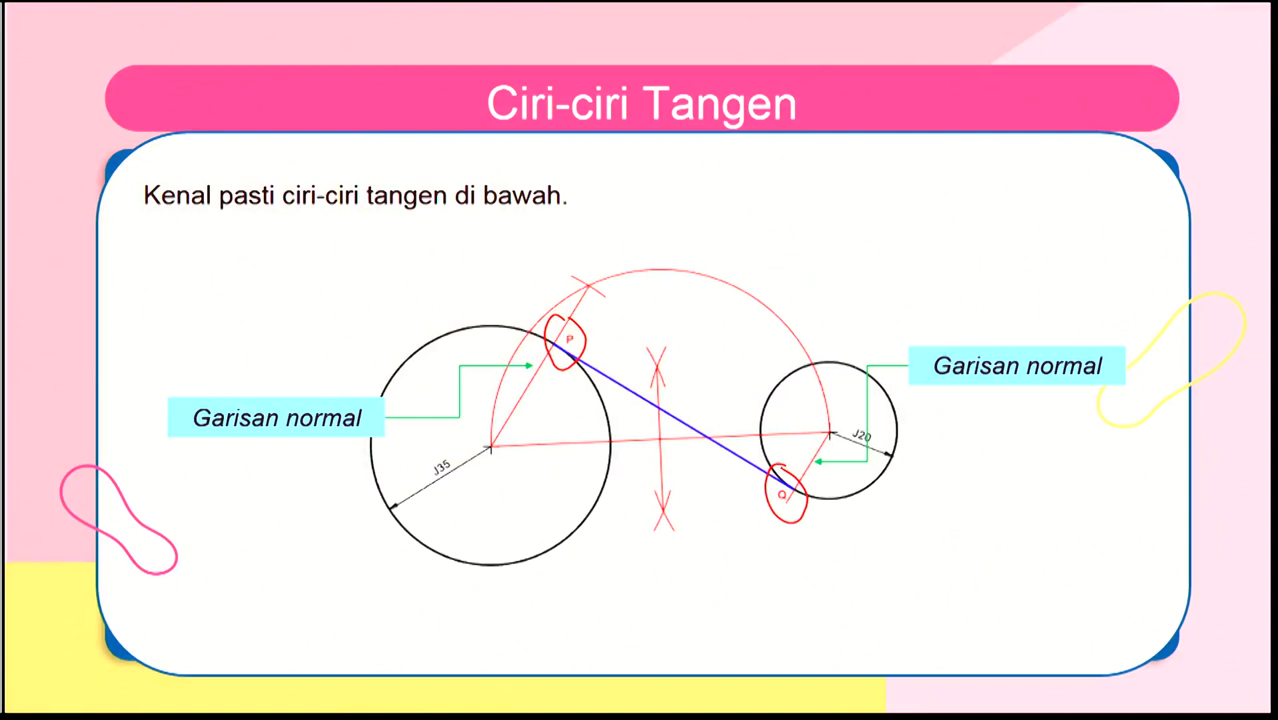 Ciri-ciri Tangen
Kenal pasti ciri-ciri tangen di bawah.
P
Garisan normal
Garisan normal
J20
J35
Q